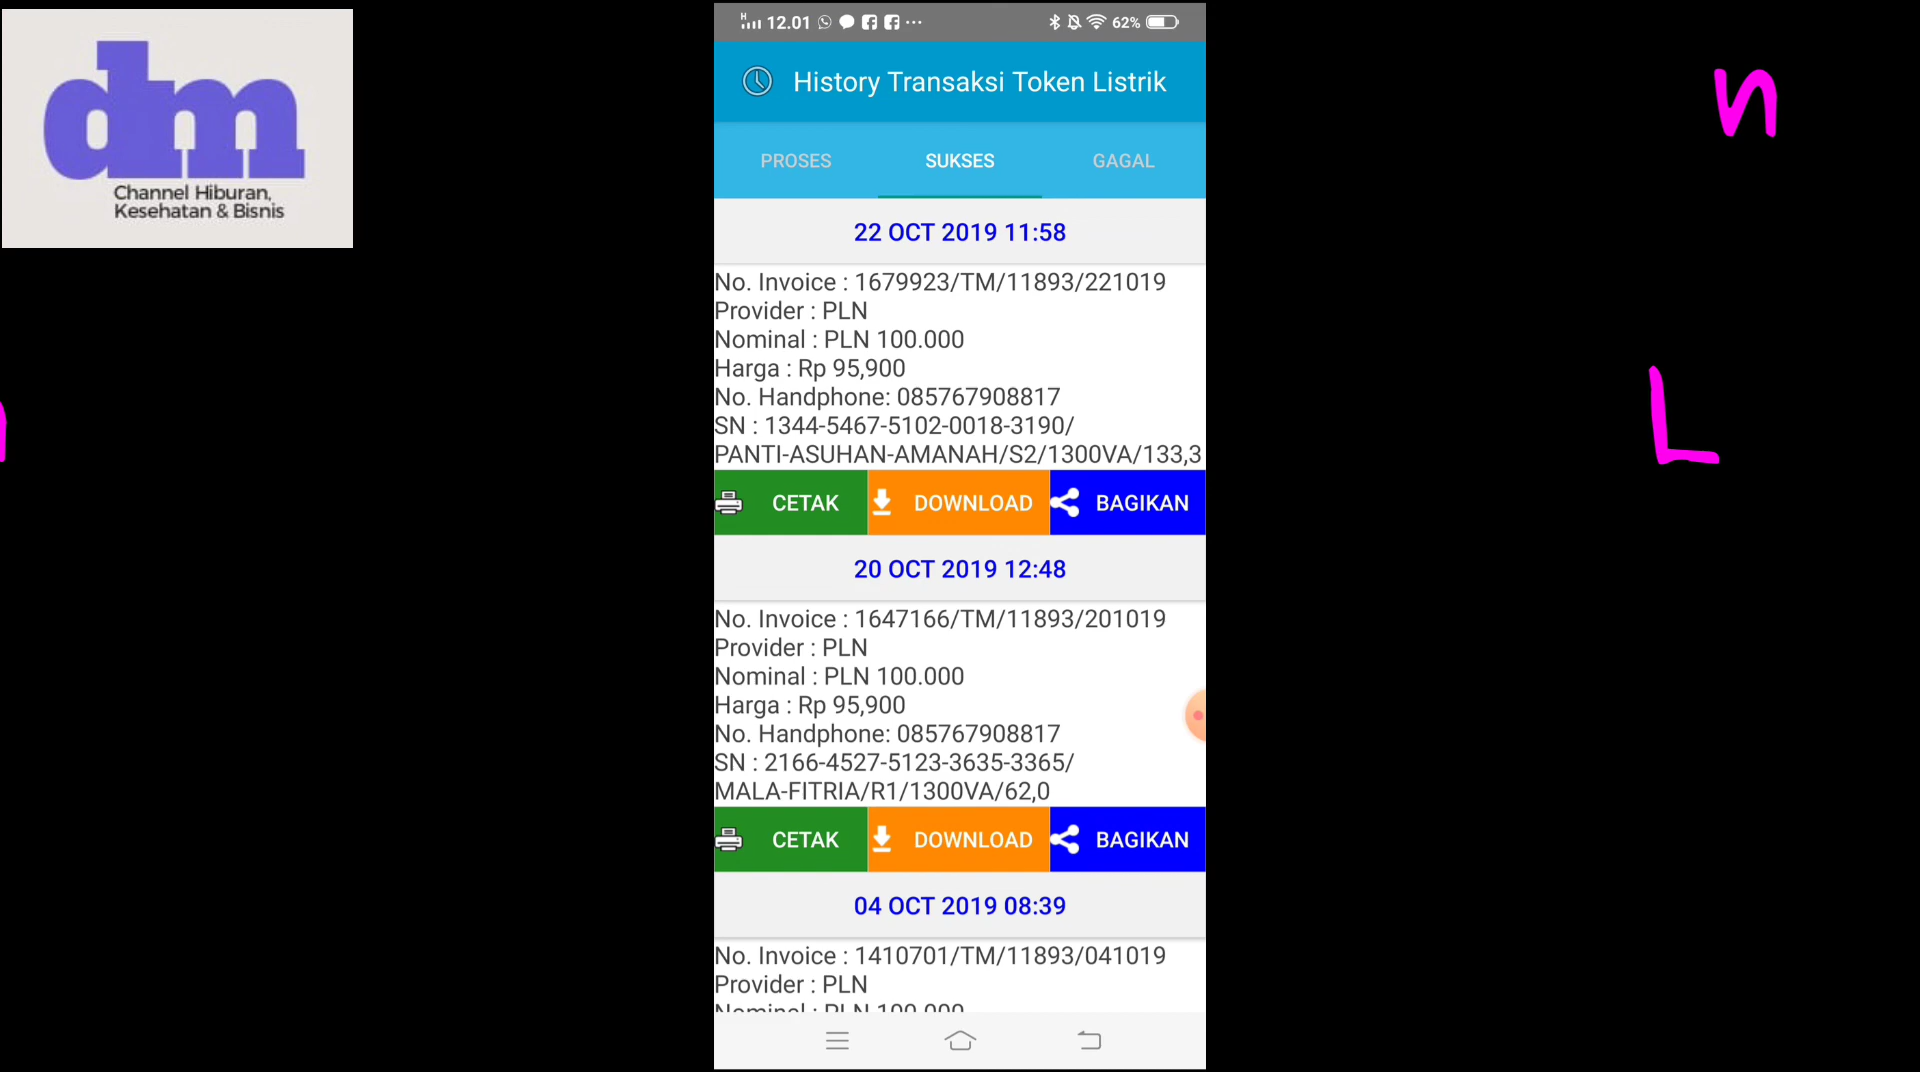 dm
Channel Hiburan,
Kesehatan & Bisnis
H 12.01 62%
History Transaksi Token Listrik
PROSES SUKSES GAGAL
22 OCT 2019 11:58
No. Invoice : 1679923/TM/11893/221019
Provider : PLN
Nominal : PLN 100.000
Harga : Rp 95,900
No. Handphone: 085767908817
SN : 1344-5467-5102-0018-3190/
PANTI-ASUHAN-AMANAH/S2/1300VA/133,3
CETAK DOWNLOAD BAGIKAN
20 OCT 2019 12:48
No. Invoice : 1647166/TM/11893/201019
Provider : PLN
Nominal : PLN 100.000
Harga : Rp 95,900
No. Handphone: 085767908817
SN : 2166-4527-5123-3635-3365/
MALA-FITRIA/R1/1300VA/62,0
CETAK DOWNLOAD BAGIKAN
04 OCT 2019 08:39
No. Invoice : 1410701/TM/11893/041019
Provider : PLN
Nominal : PLN 100.000
n
L